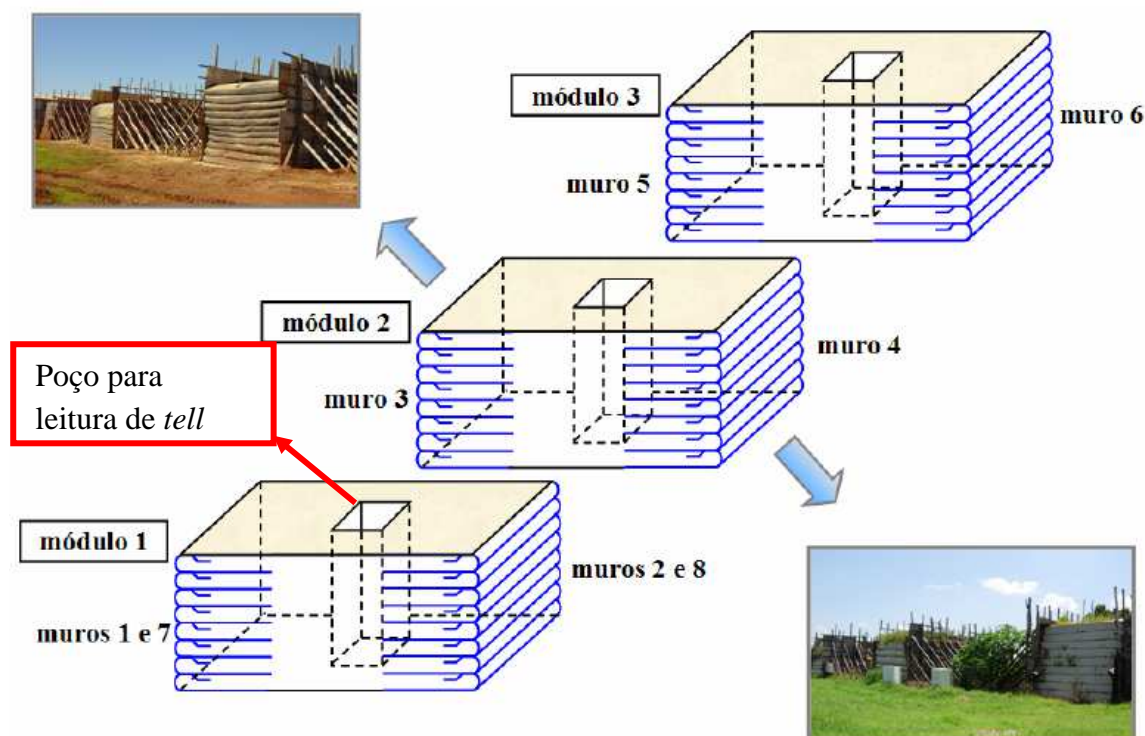 módulo 3
muro 6
muro 5
módulo 2
muro 4
muro 3
Poço para
leitura de tell
módulo 1
muros 2 e 8
muros 1 e 7